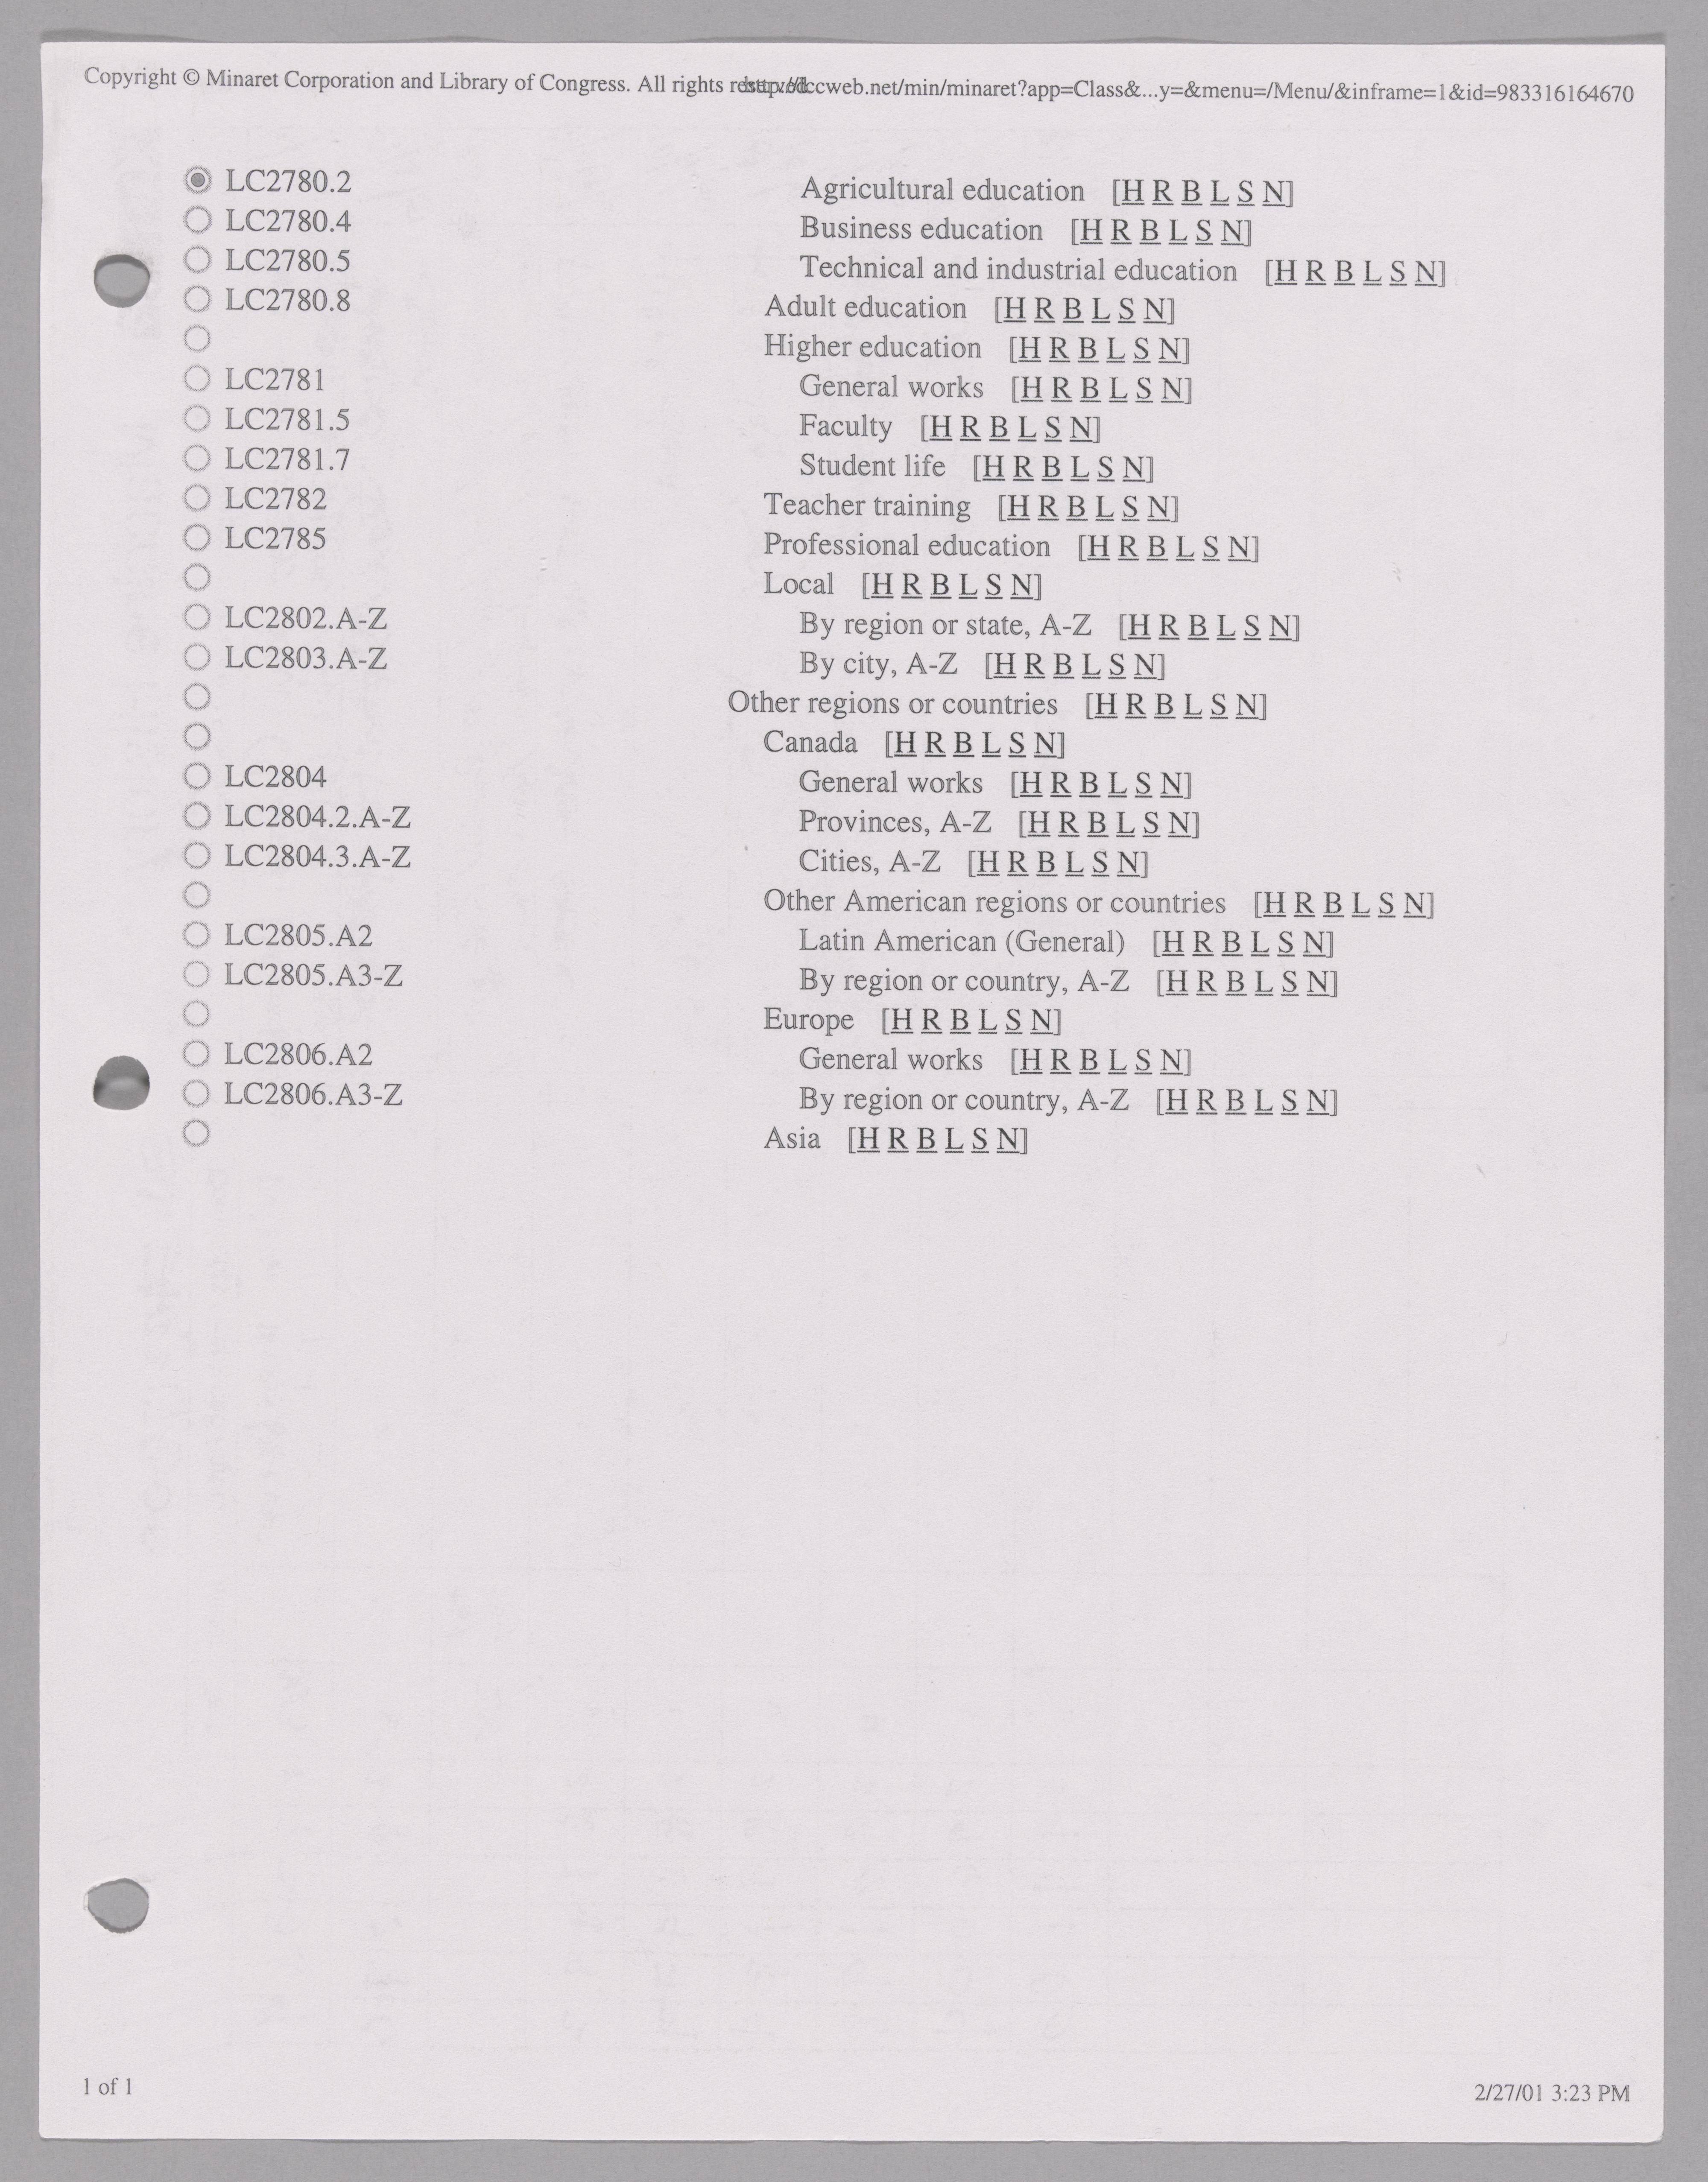 Copyright © Minaret Corporation and Library of Congress. All rights reserved. http://lccweb.net/min/minaret?app=Class&...y=&menu=/Menu/&inframe=1&id=983316164670
LC2780.2 Agricultural education [H R B L S N]
LC2780.4 Business education [H R B L S N]
LC2780.5 Technical and industrial education [H R B L S N]
LC2780.8 Adult education [H R B L S N]
Higher education [H R B L S N]
LC2781 General works [H R B L S N]
LC2781.5 Faculty [H R B L S N]
LC2781.7 Student life [H R B L S N]
LC2782 Teacher training [H R B L S N]
LC2785 Professional education [H R B L S N]
Local [H R B L S N]
LC2802.A-Z By region or state, A-Z [H R B L S N]
LC2803.A-Z By city, A-Z [H R B L S N]
Other regions or countries [H R B L S N]
Canada [H R B L S N]
LC2804 General works [H R B L S N]
LC2804.2.A-Z Provinces, A-Z [H R B L S N]
LC2804.3.A-Z Cities, A-Z [H R B L S N]
Other American regions or countries [H R B L S N]
LC2805.A2 Latin American (General) [H R B L S N]
LC2805.A3-Z By region or country, A-Z [H R B L S N]
Europe [H R B L S N]
LC2806.A2 General works [H R B L S N]
LC2806.A3-Z By region or country, A-Z [H R B L S N]
Asia [H R B L S N]
1 of 1 2/27/01 3:23 PM